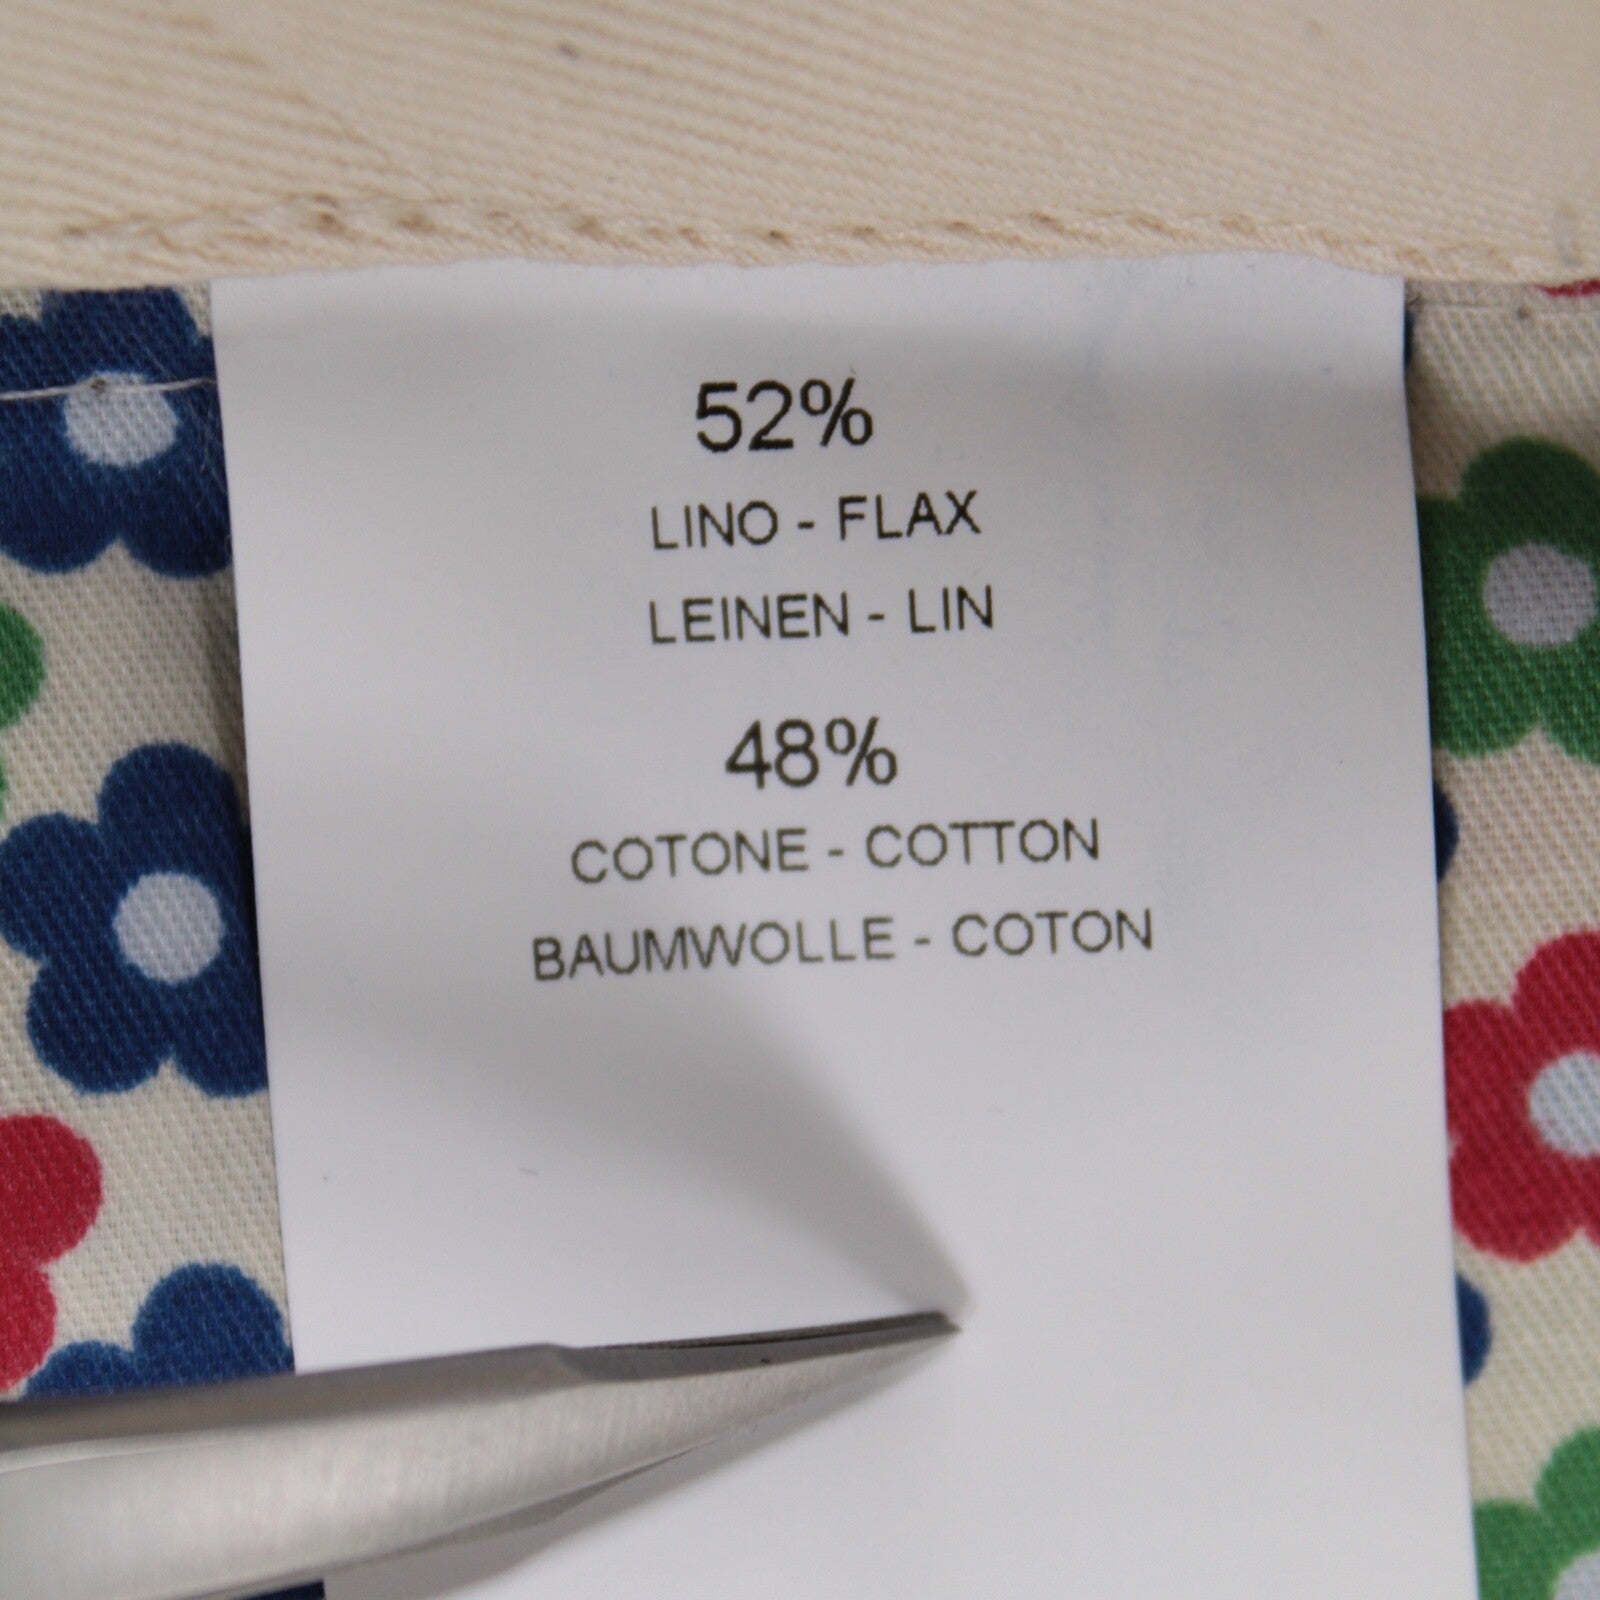 52%
LINO - FLAX
LEINEN - LIN
48%
COTONE - COTTON
BAUMWOLLE - COTON